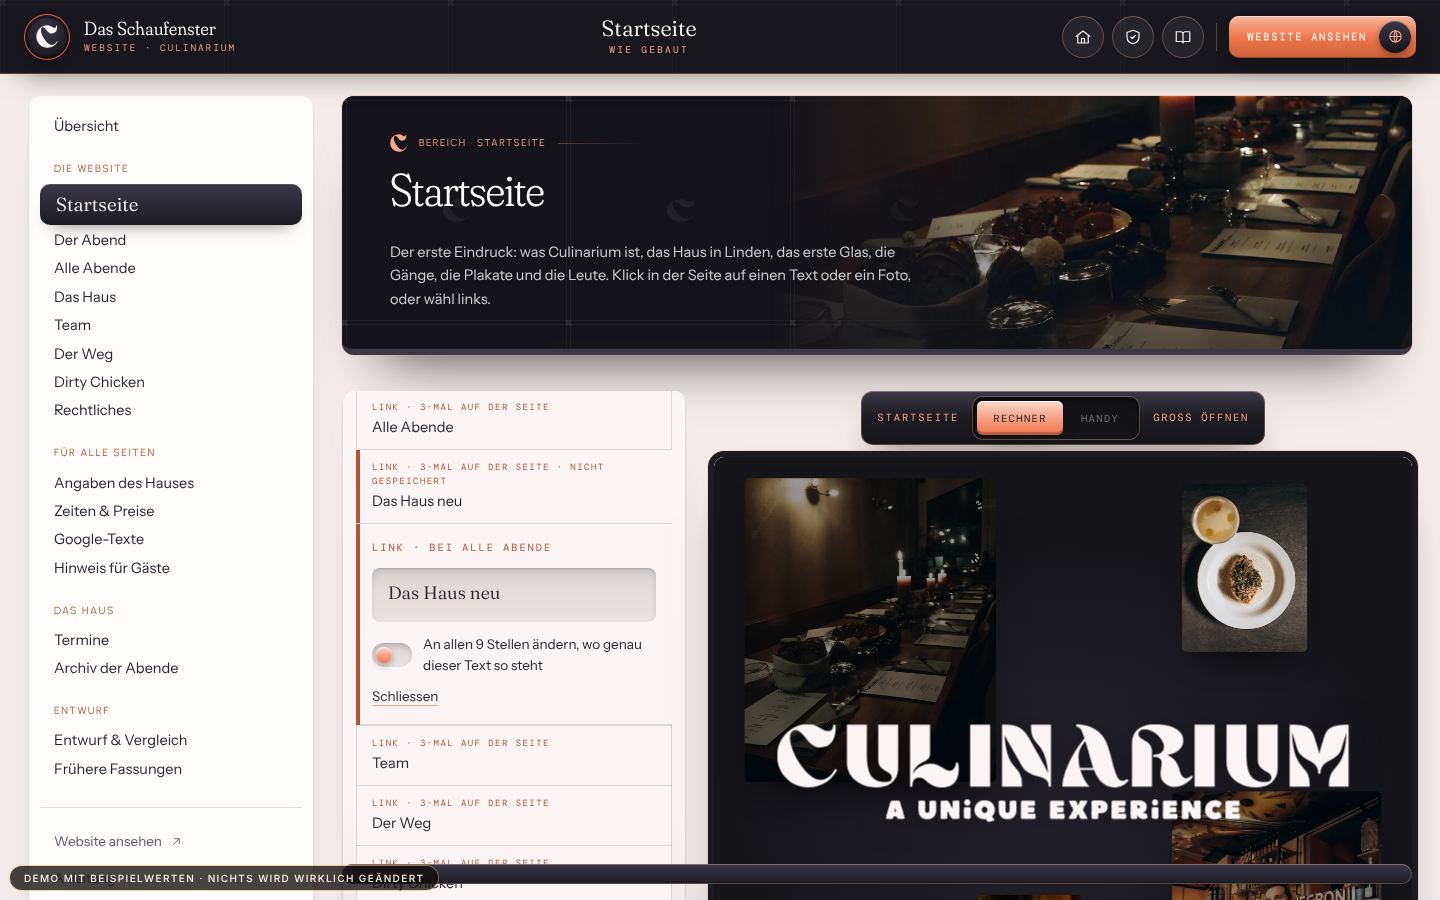 Das Schaufenster
WEBSITE · CULINARIUM
Startseite
WIE GEBAUT
WEBSITE ANSEHEN
Übersicht
DIE WEBSITE
Startseite
Der Abend
Alle Abende
Das Haus
Team
Der Weg
Dirty Chicken
Rechtliches
FÜR ALLE SEITEN
Angaben des Hauses
Zeiten & Preise
Google-Texte
Hinweis für Gäste
DAS HAUS
Termine
Archiv der Abende
ENTWURF
Entwurf & Vergleich
Frühere Fassungen
Website ansehen
DEMO MIT BEISPIELWERTEN · NICHTS WIRD WIRKLICH GEÄNDERT
BEREICH · STARTSEITE
Startseite
Der erste Eindruck: was Culinarium ist, das Haus in Linden, das erste Glas, die
Gänge, die Plakate und die Leute. Klick in der Seite auf einen Text oder ein Foto,
oder wähl links.
LINK · 3-MAL AUF DER SEITE
Alle Abende
LINK · 3-MAL AUF DER SEITE · NICHT
GESPEICHERT
Das Haus neu
LINK · BEI ALLE ABENDE
Das Haus neu
An allen 9 Stellen ändern, wo genau
dieser Text so steht
Schliessen
LINK · 3-MAL AUF DER SEITE
Team
LINK · 3-MAL AUF DER SEITE
Der Weg
LINK · 3-MAL AUF DER SEITE
Dirty Chicken
STARTSEITE
RECHNER
HANDY
GROSS ÖFFNEN
CULINARIUM
A UNiQUE EXPERiENCE